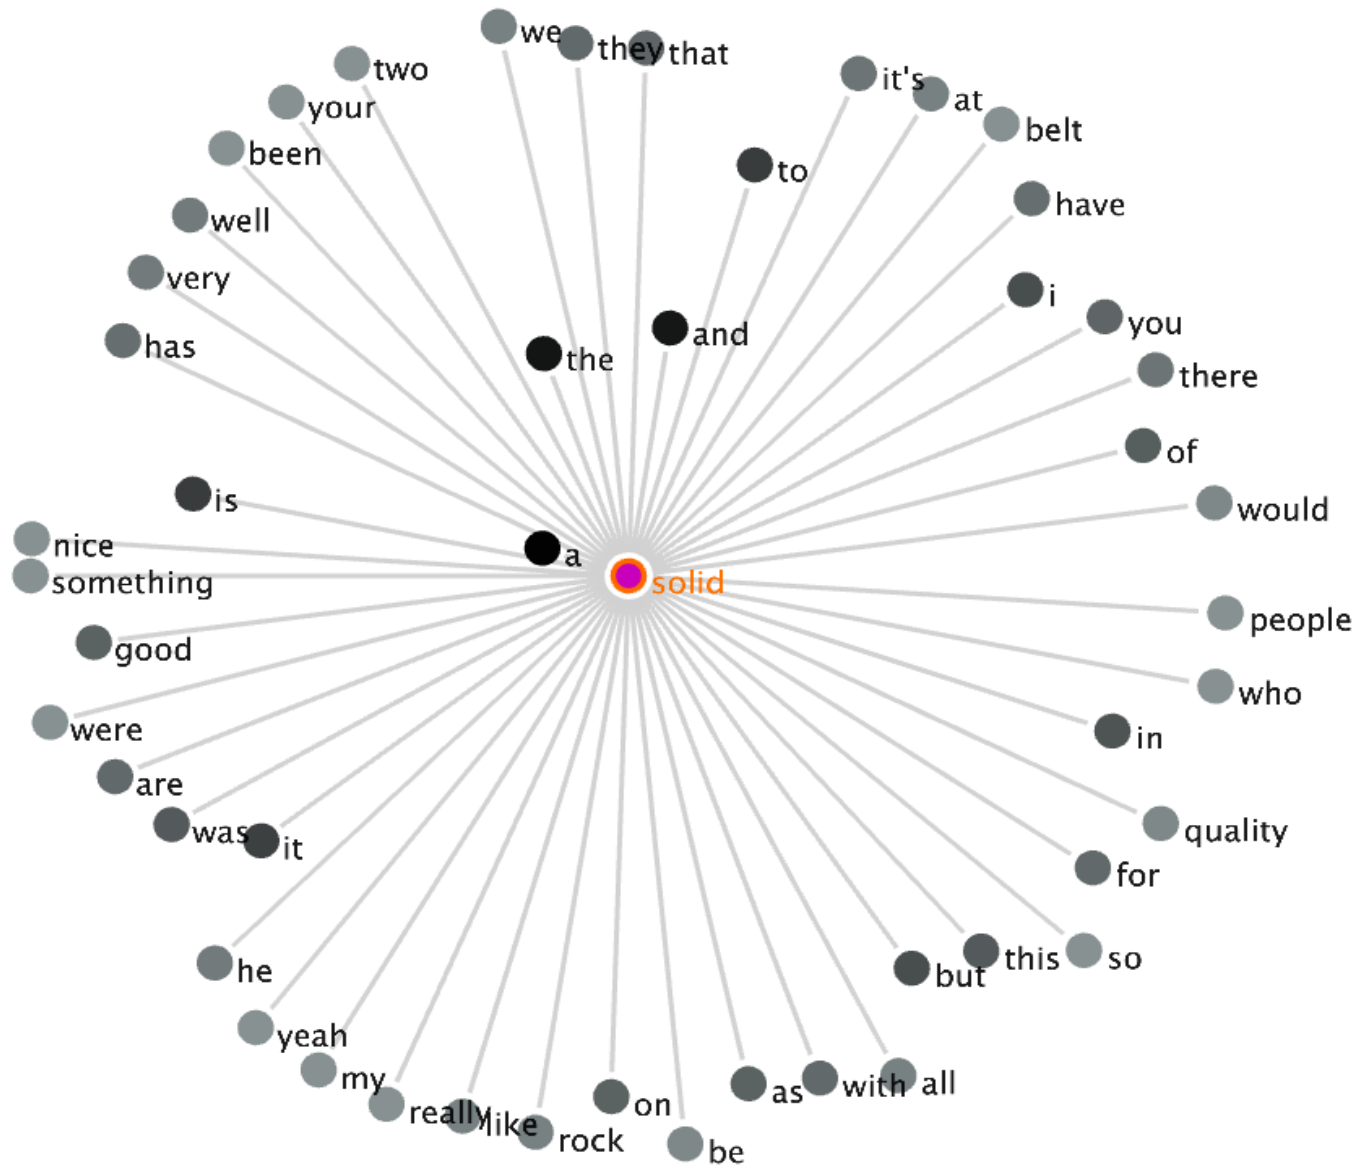 we
they
that
two
it's
at
your
belt
been
to
have
well
very
i
you
and
has
the
there
of
is
would
nice
a
something
solid
people
good
who
were
in
are
quality
was
it
for
he
but
this
so
yeah
my
as
with
all
really
like
on
rock
be